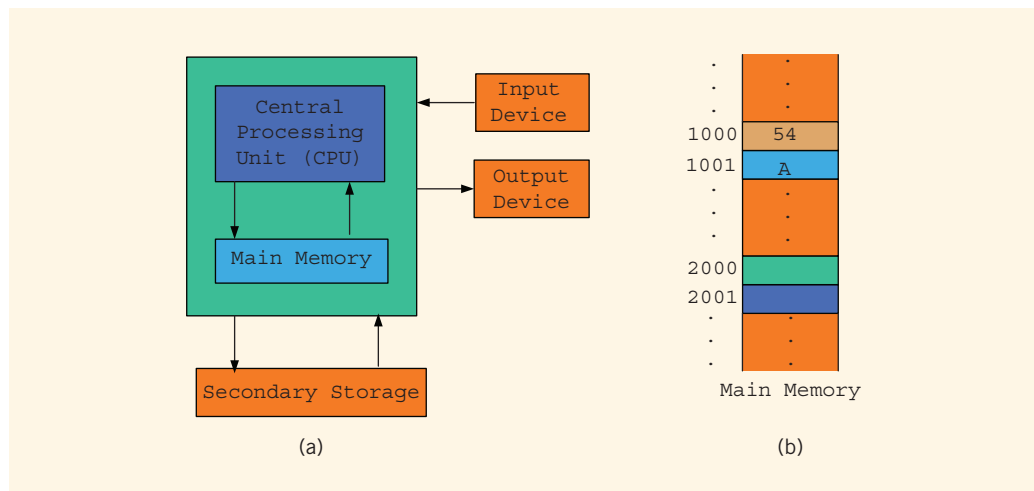 Central
Processing
Unit (CPU)
Main Memory
Input
Device
Output
Device
Secondary Storage
(a)
1000 54
1001 A
2000
2001
Main Memory
(b)